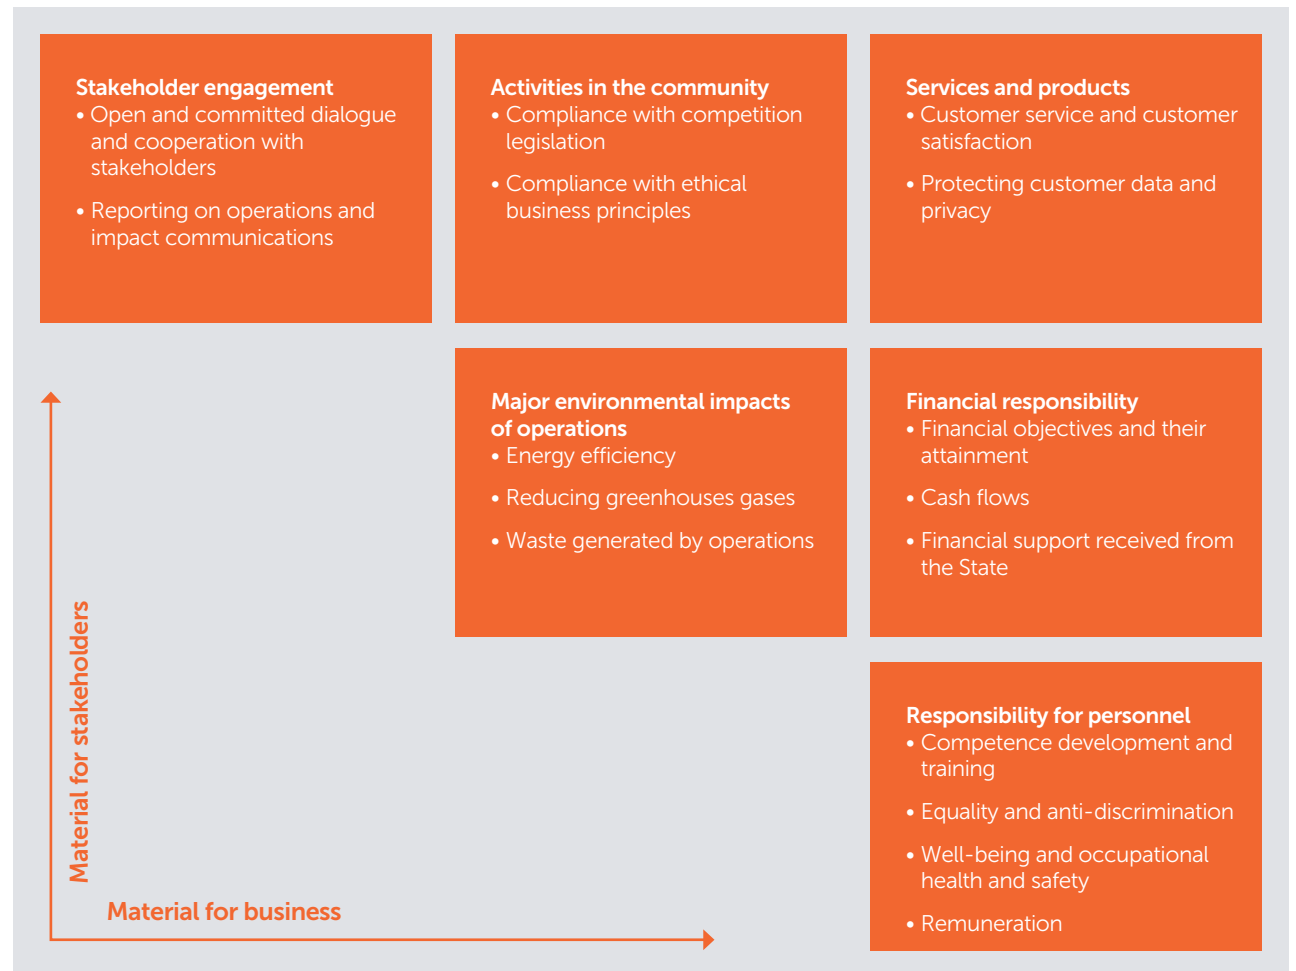 Stakeholder engagement
• Open and committed dialogue
and cooperation with
stakeholders
• Reporting on operations and
impact communications
Activities in the community
• Compliance with competition
legislation
• Compliance with ethical
business principles
Services and products
• Customer service and customer
satisfaction
• Protecting customer data and
privacy
Major environmental impacts
of operations
• Energy efficiency
• Reducing greenhouses gases
• Waste generated by operations
Financial responsibility
• Financial objectives and their
attainment
• Cash flows
• Financial support received from
the State
Responsibility for personnel
• Competence development and
training
• Equality and anti-discrimination
• Well-being and occupational
health and safety
• Remuneration
Material for stakeholders
Material for business